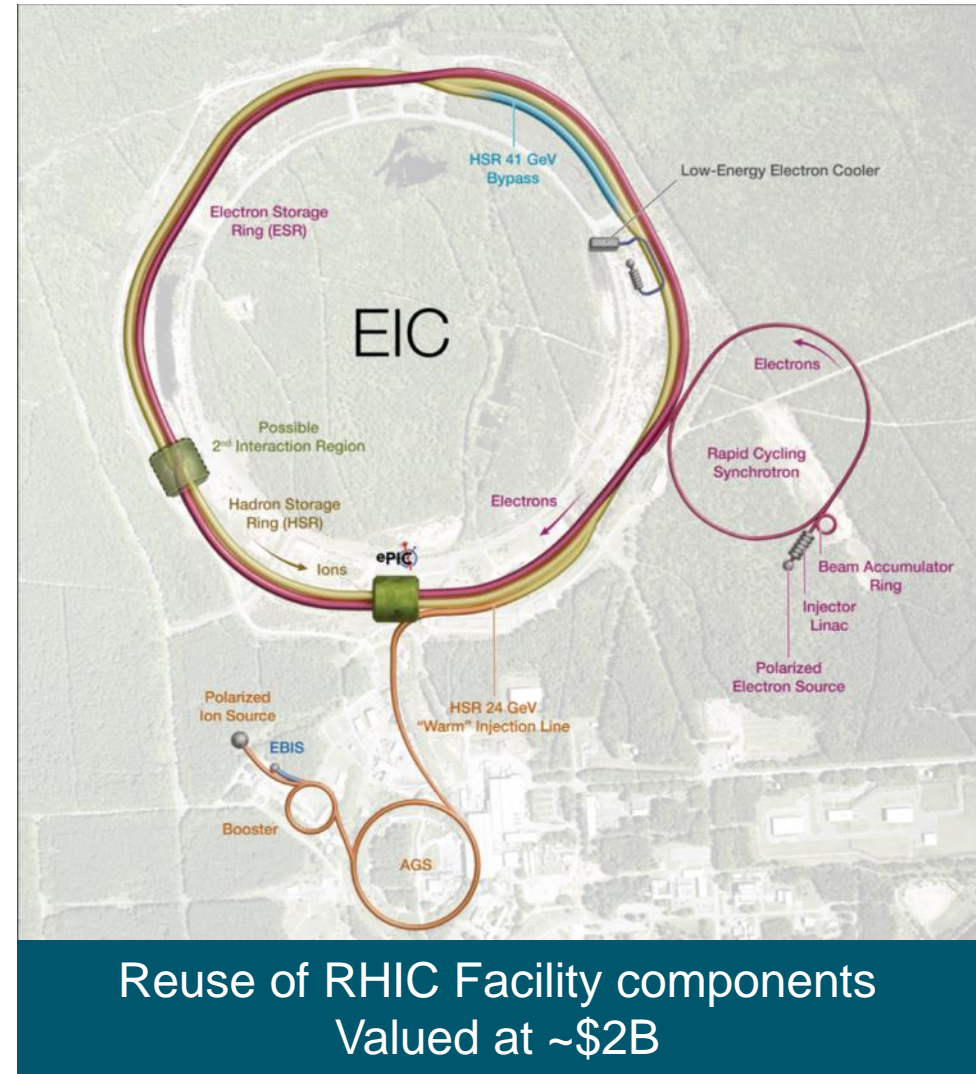 HSR 41 GeV
Bypass
Low-Energy Electron Cooler
Electron Storage
Ring (ESR)
EIC
Electrons
Possible
2nd Interaction Region
Rapid Cycling
Synchrotron
Hadron Storage
Ring (HSR)
Electrons
Ions
ePIC
Beam Accumulator
Ring
Injector
Linac
Polarized
Electron Source
Polarized
Ion Source
HSR 24 GeV
"Warm" Injection Line
EBIS
Booster
AGS
Reuse of RHIC Facility components
Valued at ~$2B